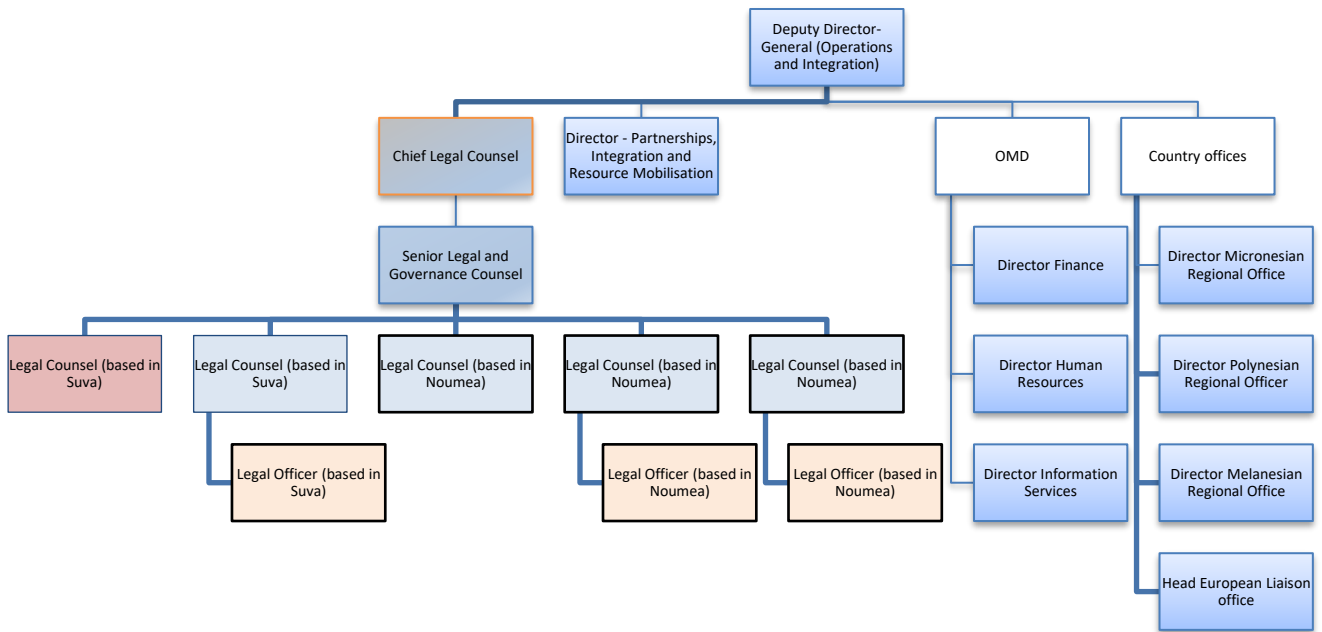 Deputy Director-
General (Operations
and Integration)
Chief Legal Counsel
Director - Partnerships,
Integration and
Resource Mobilisation
OMD
Country offices
Senior Legal and
Governance Counsel
Director Finance
Director Micronesian
Regional Office
Legal Counsel (based in
Suva)
Legal Counsel (based in
Suva)
Legal Counsel (based in
Noumea)
Legal Counsel (based in
Noumea)
Legal Counsel (based in
Noumea)
Director Human
Resources
Director Polynesian
Regional Officer
Legal Officer (based in
Suva)
Legal Officer (based in
Noumea)
Legal Officer (based in
Noumea)
Director Information
Services
Director Melanesian
Regional Office
Head European Liaison
office